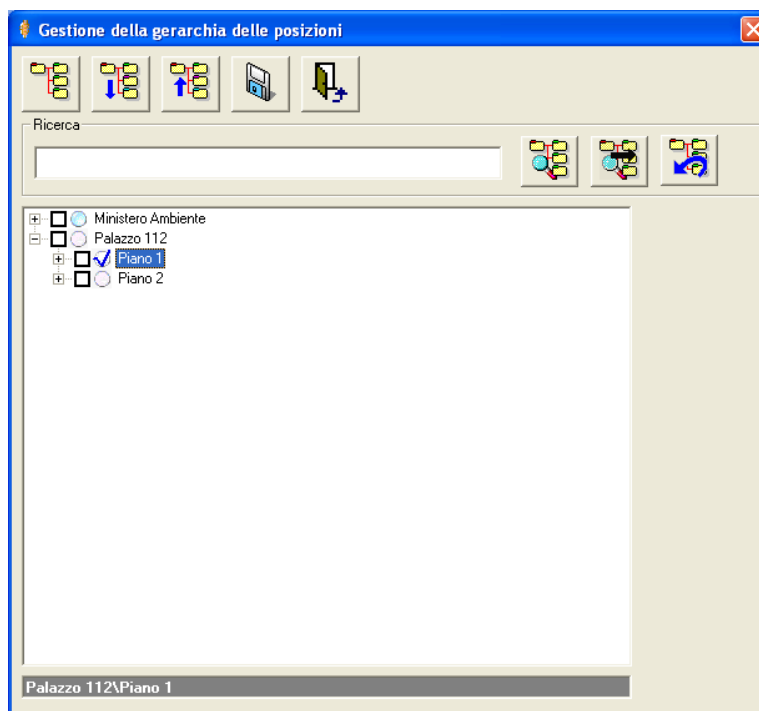 Gestione della gerarchia delle posizioni
Ricerca
Ministero Ambiente
Palazzo 112
Piano 1
Piano 2
Palazzo 112\Piano 1